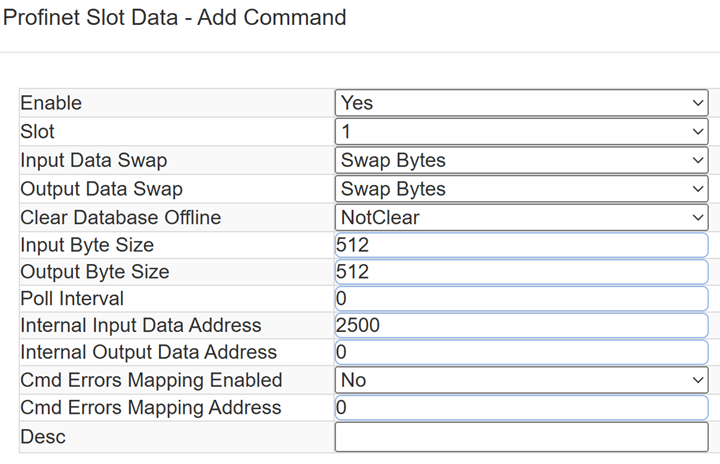 Profinet Slot Data - Add Command
Enable Yes
Slot 1
Input Data Swap Swap Bytes
Output Data Swap Swap Bytes
Clear Database Offline NotClear
Input Byte Size 512
Output Byte Size 512
Poll Interval 0
Internal Input Data Address 2500
Internal Output Data Address 0
Cmd Errors Mapping Enabled No
Cmd Errors Mapping Address 0
Desc